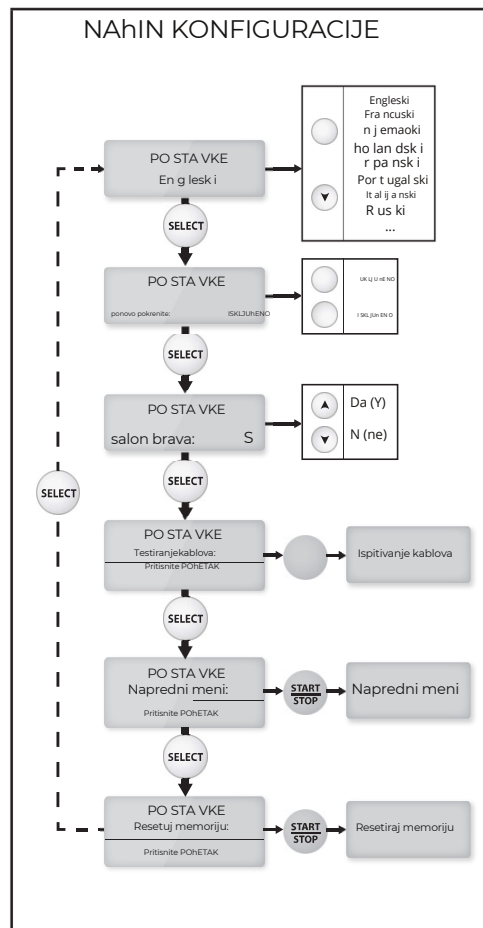 NAhIN KONFIGURACIJE
PO STA VKE
En g lesk i
Engleski
Fra ncuski
n j emaoki
ho lan dsk i
r pa nsk i
Por t ugal ski
It al ij a nski
R us ki
...
SELECT
PO STA VKE
ponovo pokrenite: ISKLJUhENO
UK LJ U nE NO
I SKL JUn EN O
SELECT
PO STA VKE
salon brava: S
Da (Y)
N (ne)
SELECT
SELECT
PO STA VKE
Testiranjekablova:
Pritisnite POhETAK
Ispitivanje kablova
SELECT
PO STA VKE
Napredni meni:
Pritisnite POhETAK
START
STOP
Napredni meni
SELECT
PO STA VKE
Resetuj memoriju:
Pritisnite POhETAK
START
STOP
Resetiraj memoriju